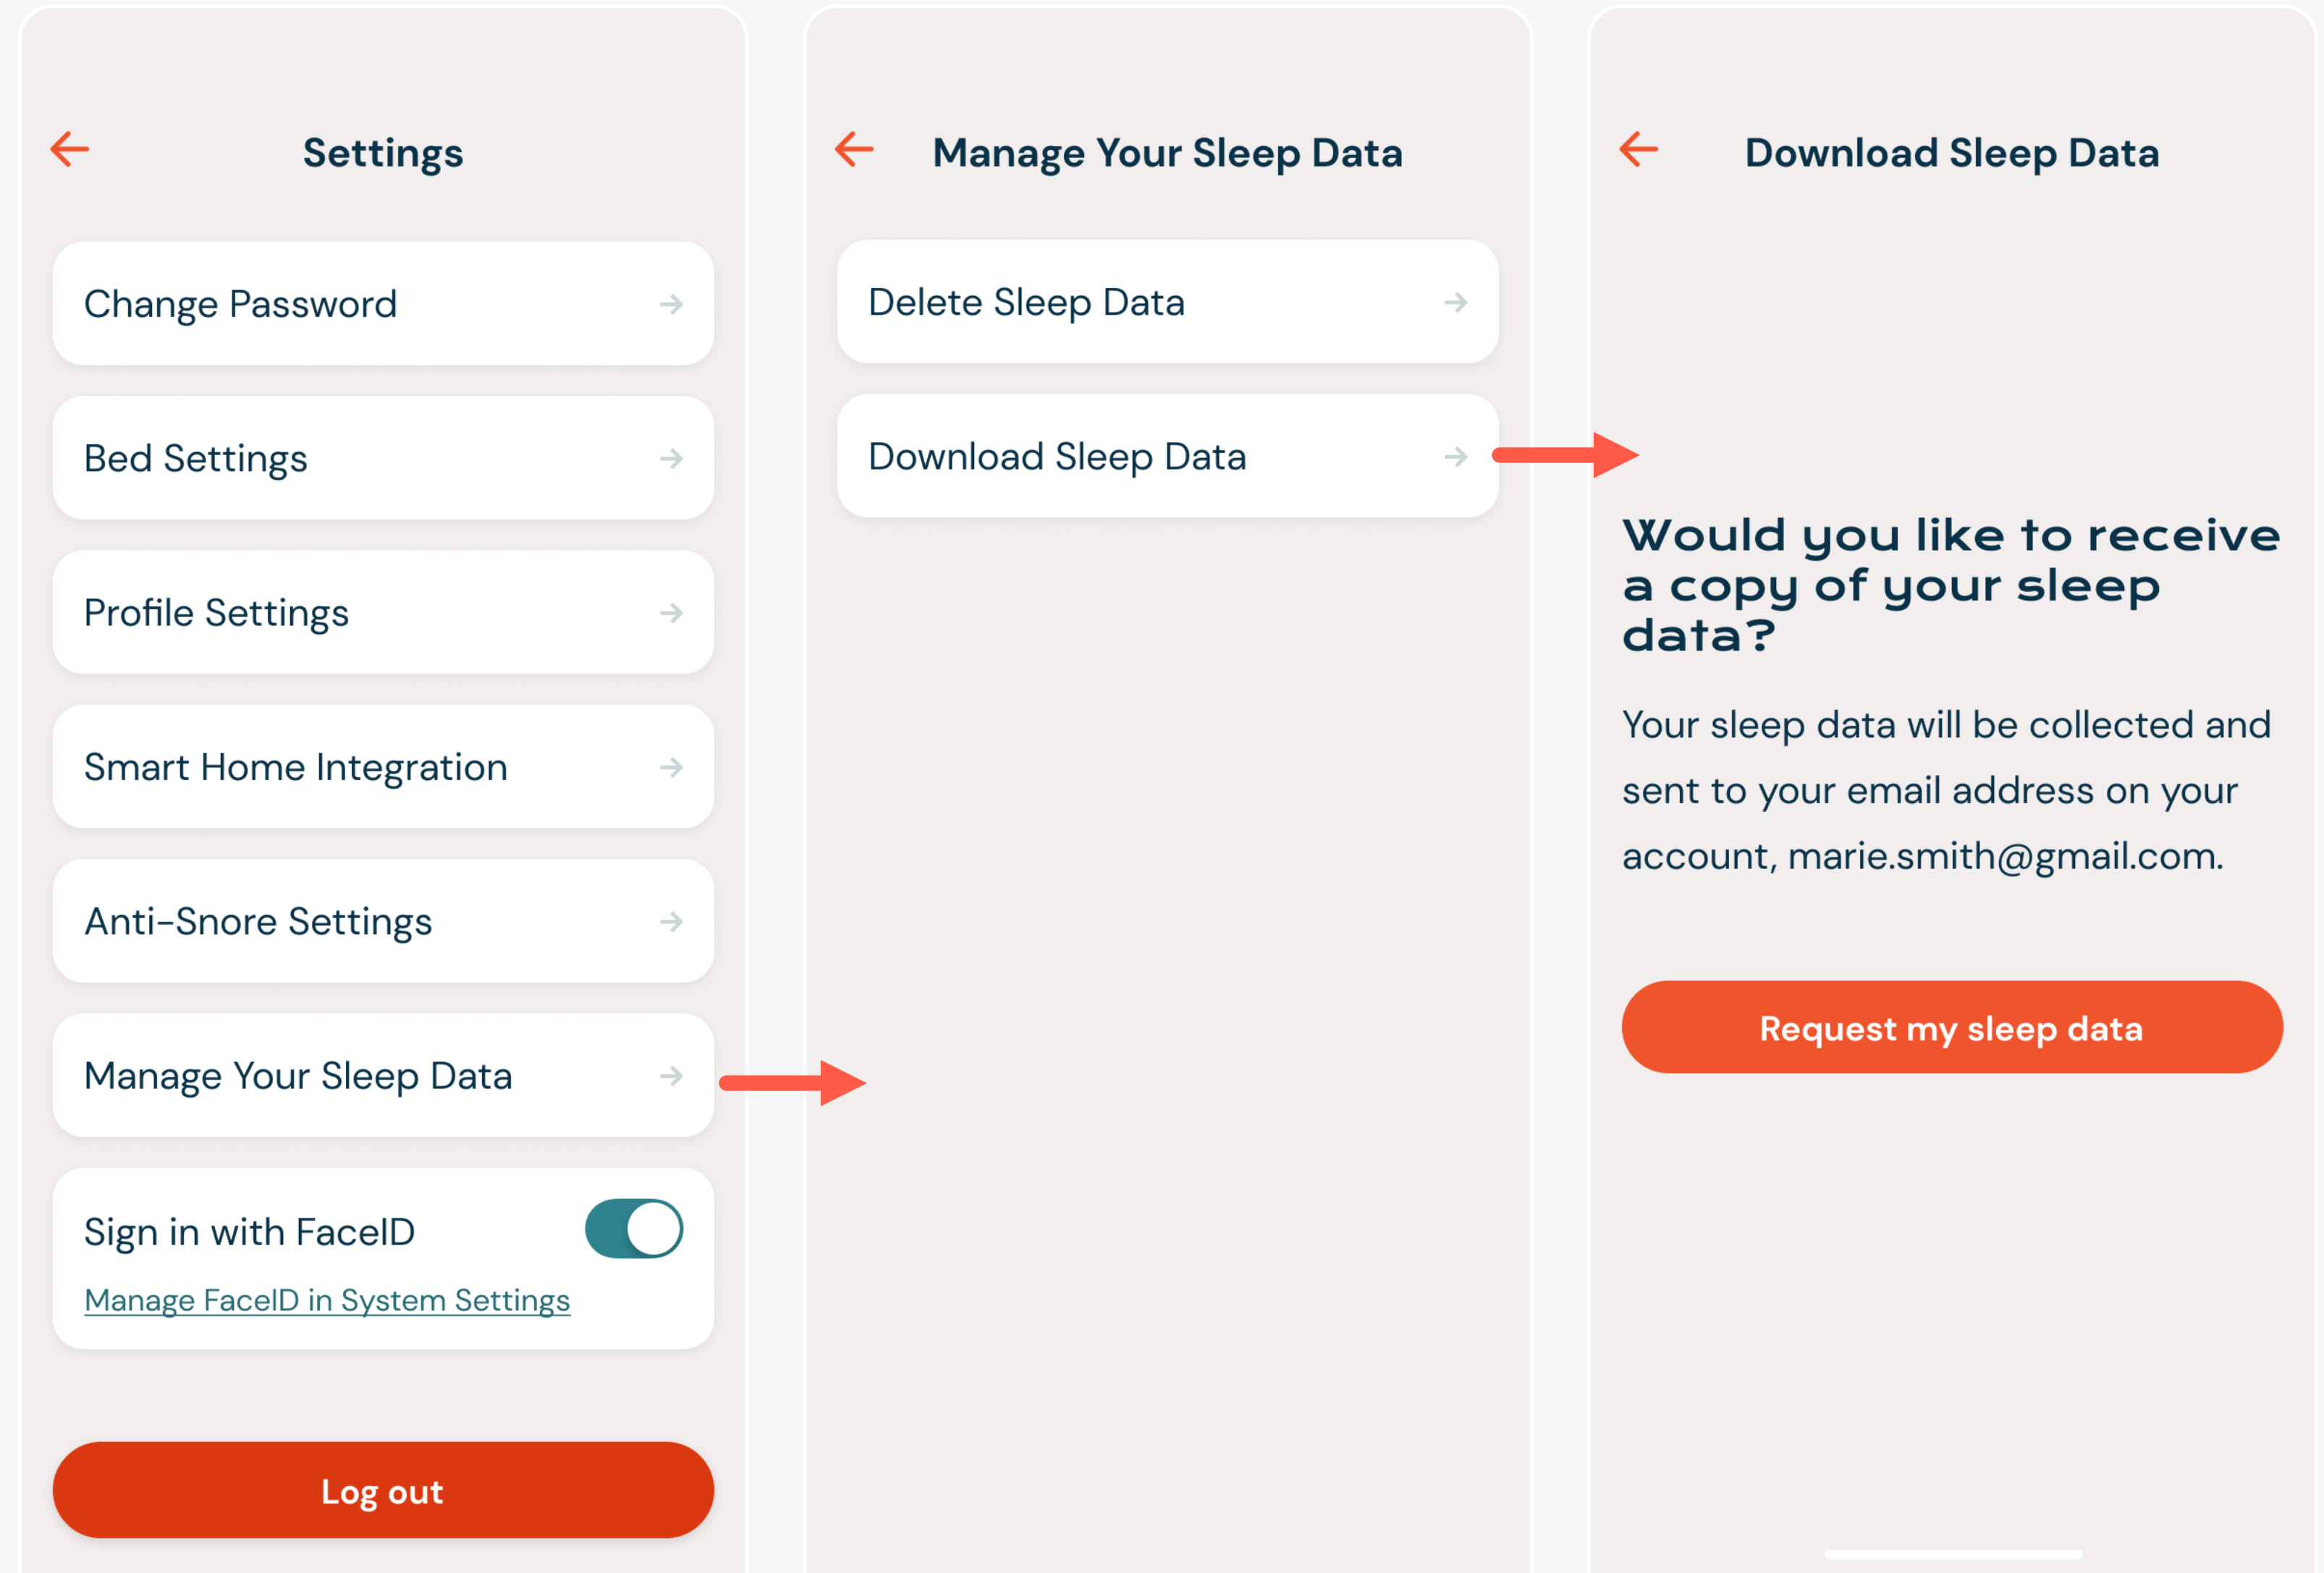 Settings
Change Password
Bed Settings
Profile Settings
Smart Home Integration
Anti-Snore Settings
Manage Your Sleep Data
Sign in with FaceID
Manage FaceID in System Settings
Log out
Manage Your Sleep Data
Delete Sleep Data
Download Sleep Data
Download Sleep Data
Would you like to receive
a copy of your sleep
data?
Your sleep data will be collected and
sent to your email address on your
account, marie.smith@gmail.com.
Request my sleep data